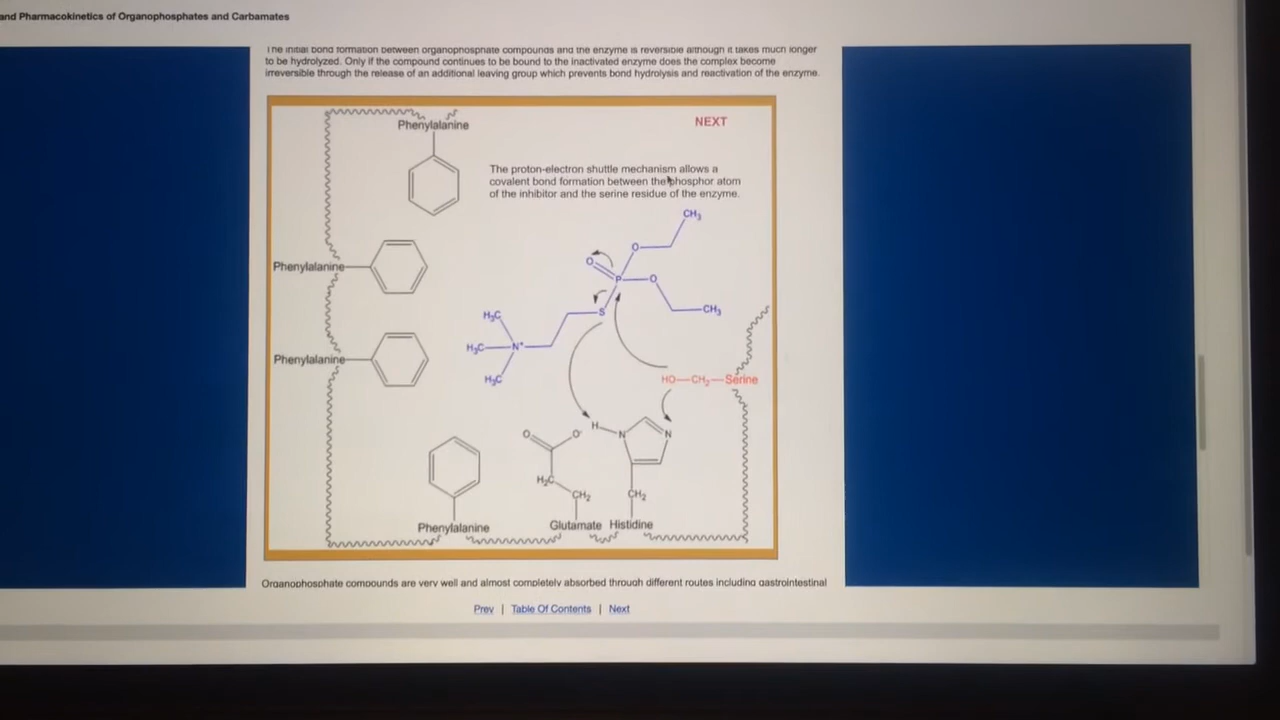 and Pharmacokinetics of Organophosphates and Carbamates
The initial bond formation between organophosphate compounds and the enzyme is reversible although it takes much longer
to be hydrolyzed. Only if the compound continues to be bound to the inactivated enzyme does the complex become
irreversible through the release of an additional leaving group which prevents bond hydrolysis and reactivation of the enzyme.
Phenylalanine
NEXT
The proton-electron shuttle mechanism allows a
covalent bond formation between the phosphor atom
of the inhibitor and the serine residue of the enzyme.
CH3
O
O
P
O
Phenylalanine
H3C
S
CH3
H3C
N+
Phenylalanine
H3C
HO—CH2—Serine
O
O-
H
N
N
H2C
CH2
CH2
Phenylalanine
Glutamate Histidine
Organophosphate compounds are very well and almost completely absorbed through different routes including gastrointestinal
Prev | Table Of Contents | Next